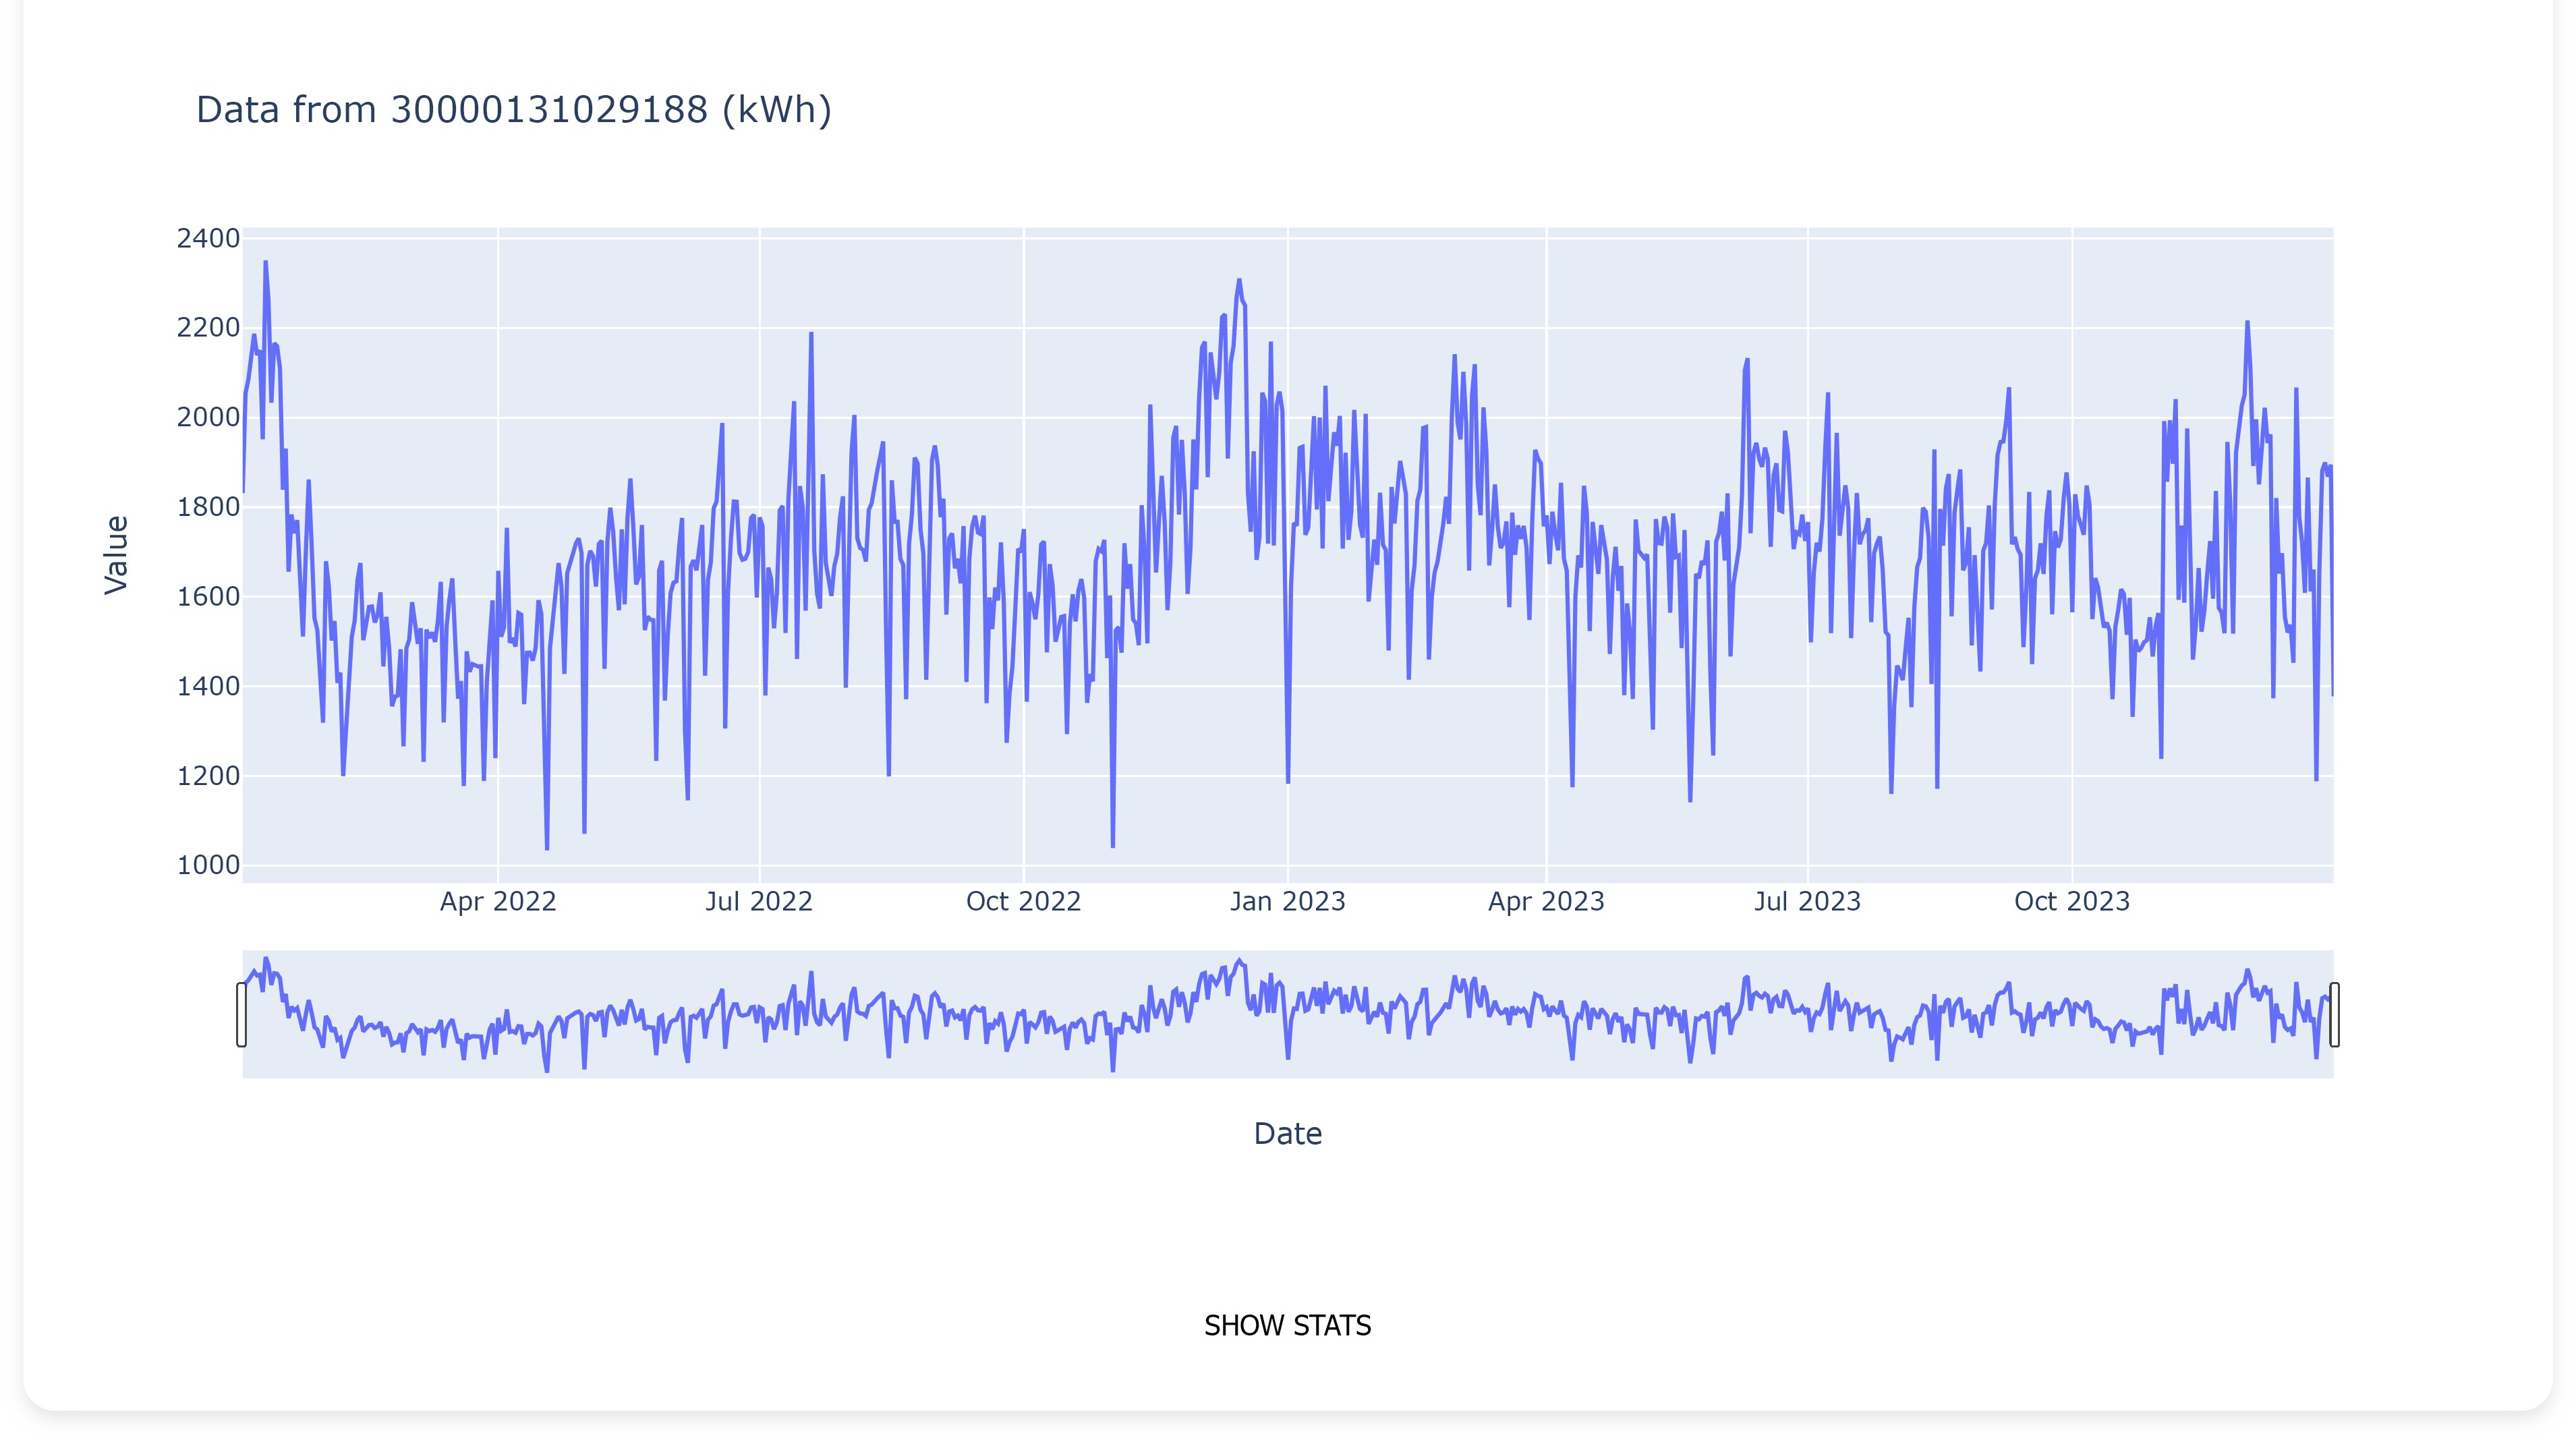 Data from 30000131029188 (kWh)
Value
2400
2200
2000
1800
1600
1400
1200
1000
Apr 2022
Jul 2022
Oct 2022
Jan 2023
Apr 2023
Jul 2023
Oct 2023
Date
SHOW STATS